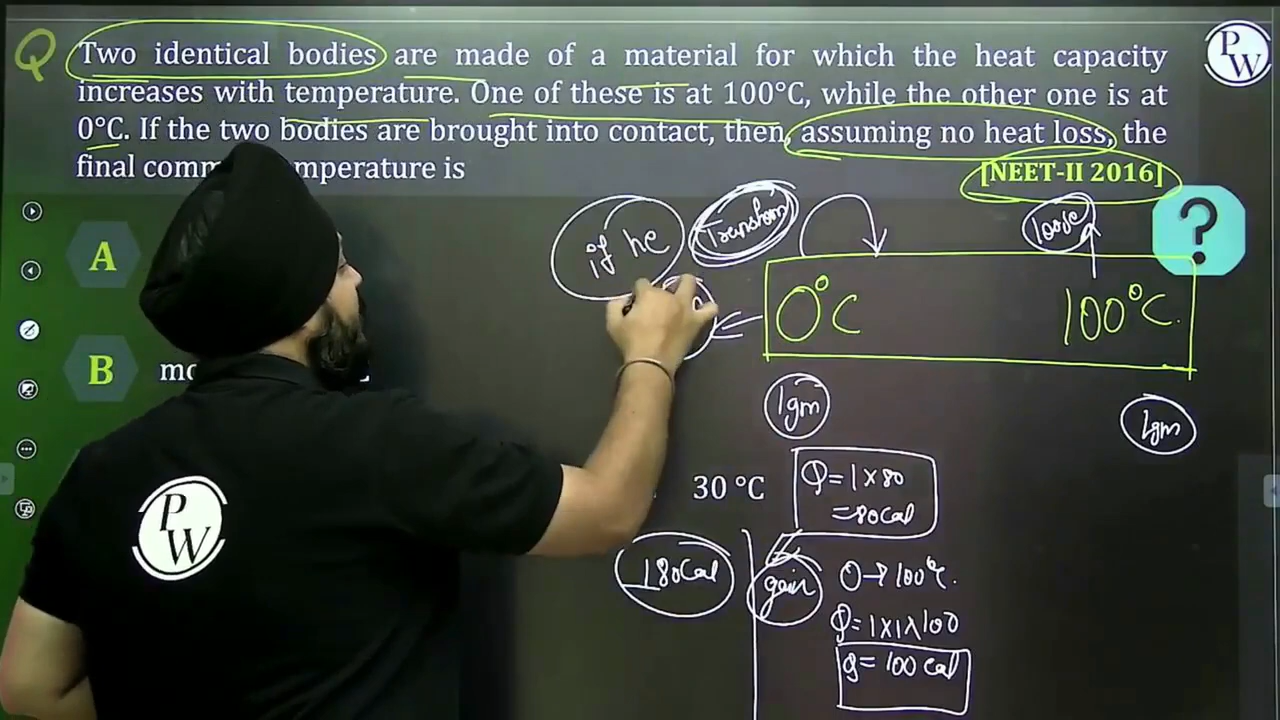 Q Two identical bodies are made of a material for which the heat capacity
increases with temperature. One of these is at 100°C, while the other one is at
0°C. If the two bodies are brought into contact, then, assuming no heat loss, the
final comm mperature is
[NEET-II 2016]
P
W
A
B
?
if he
Transform
loose
0°C
100°C
1gm
1gm
30 °C
Q=1×80
=80Cal
180Cal
gain
0→100°C.
Q=1×1×100
Q=100 Cal
P
W